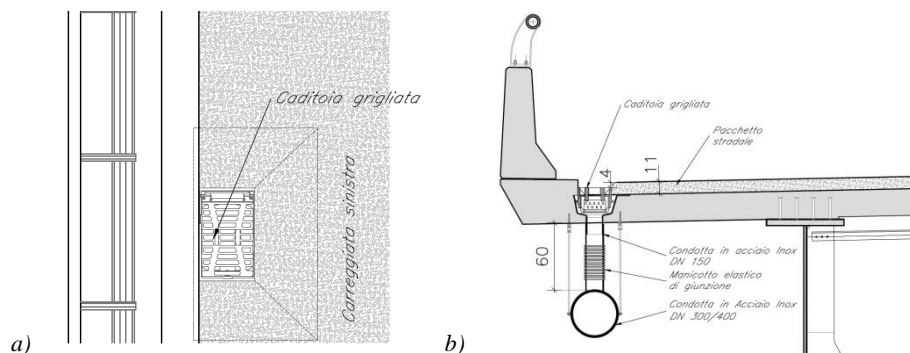 Caditoia grigliata
Carreggiata sinistro
a)
Caditoia grigliata
Pacchetto
stradale
4
11
60
Condotta in acciaio Inox
DN 150
Manicotto elastico
di giunzione
Condotta in Acciaio Inox
DN 300/400
b)